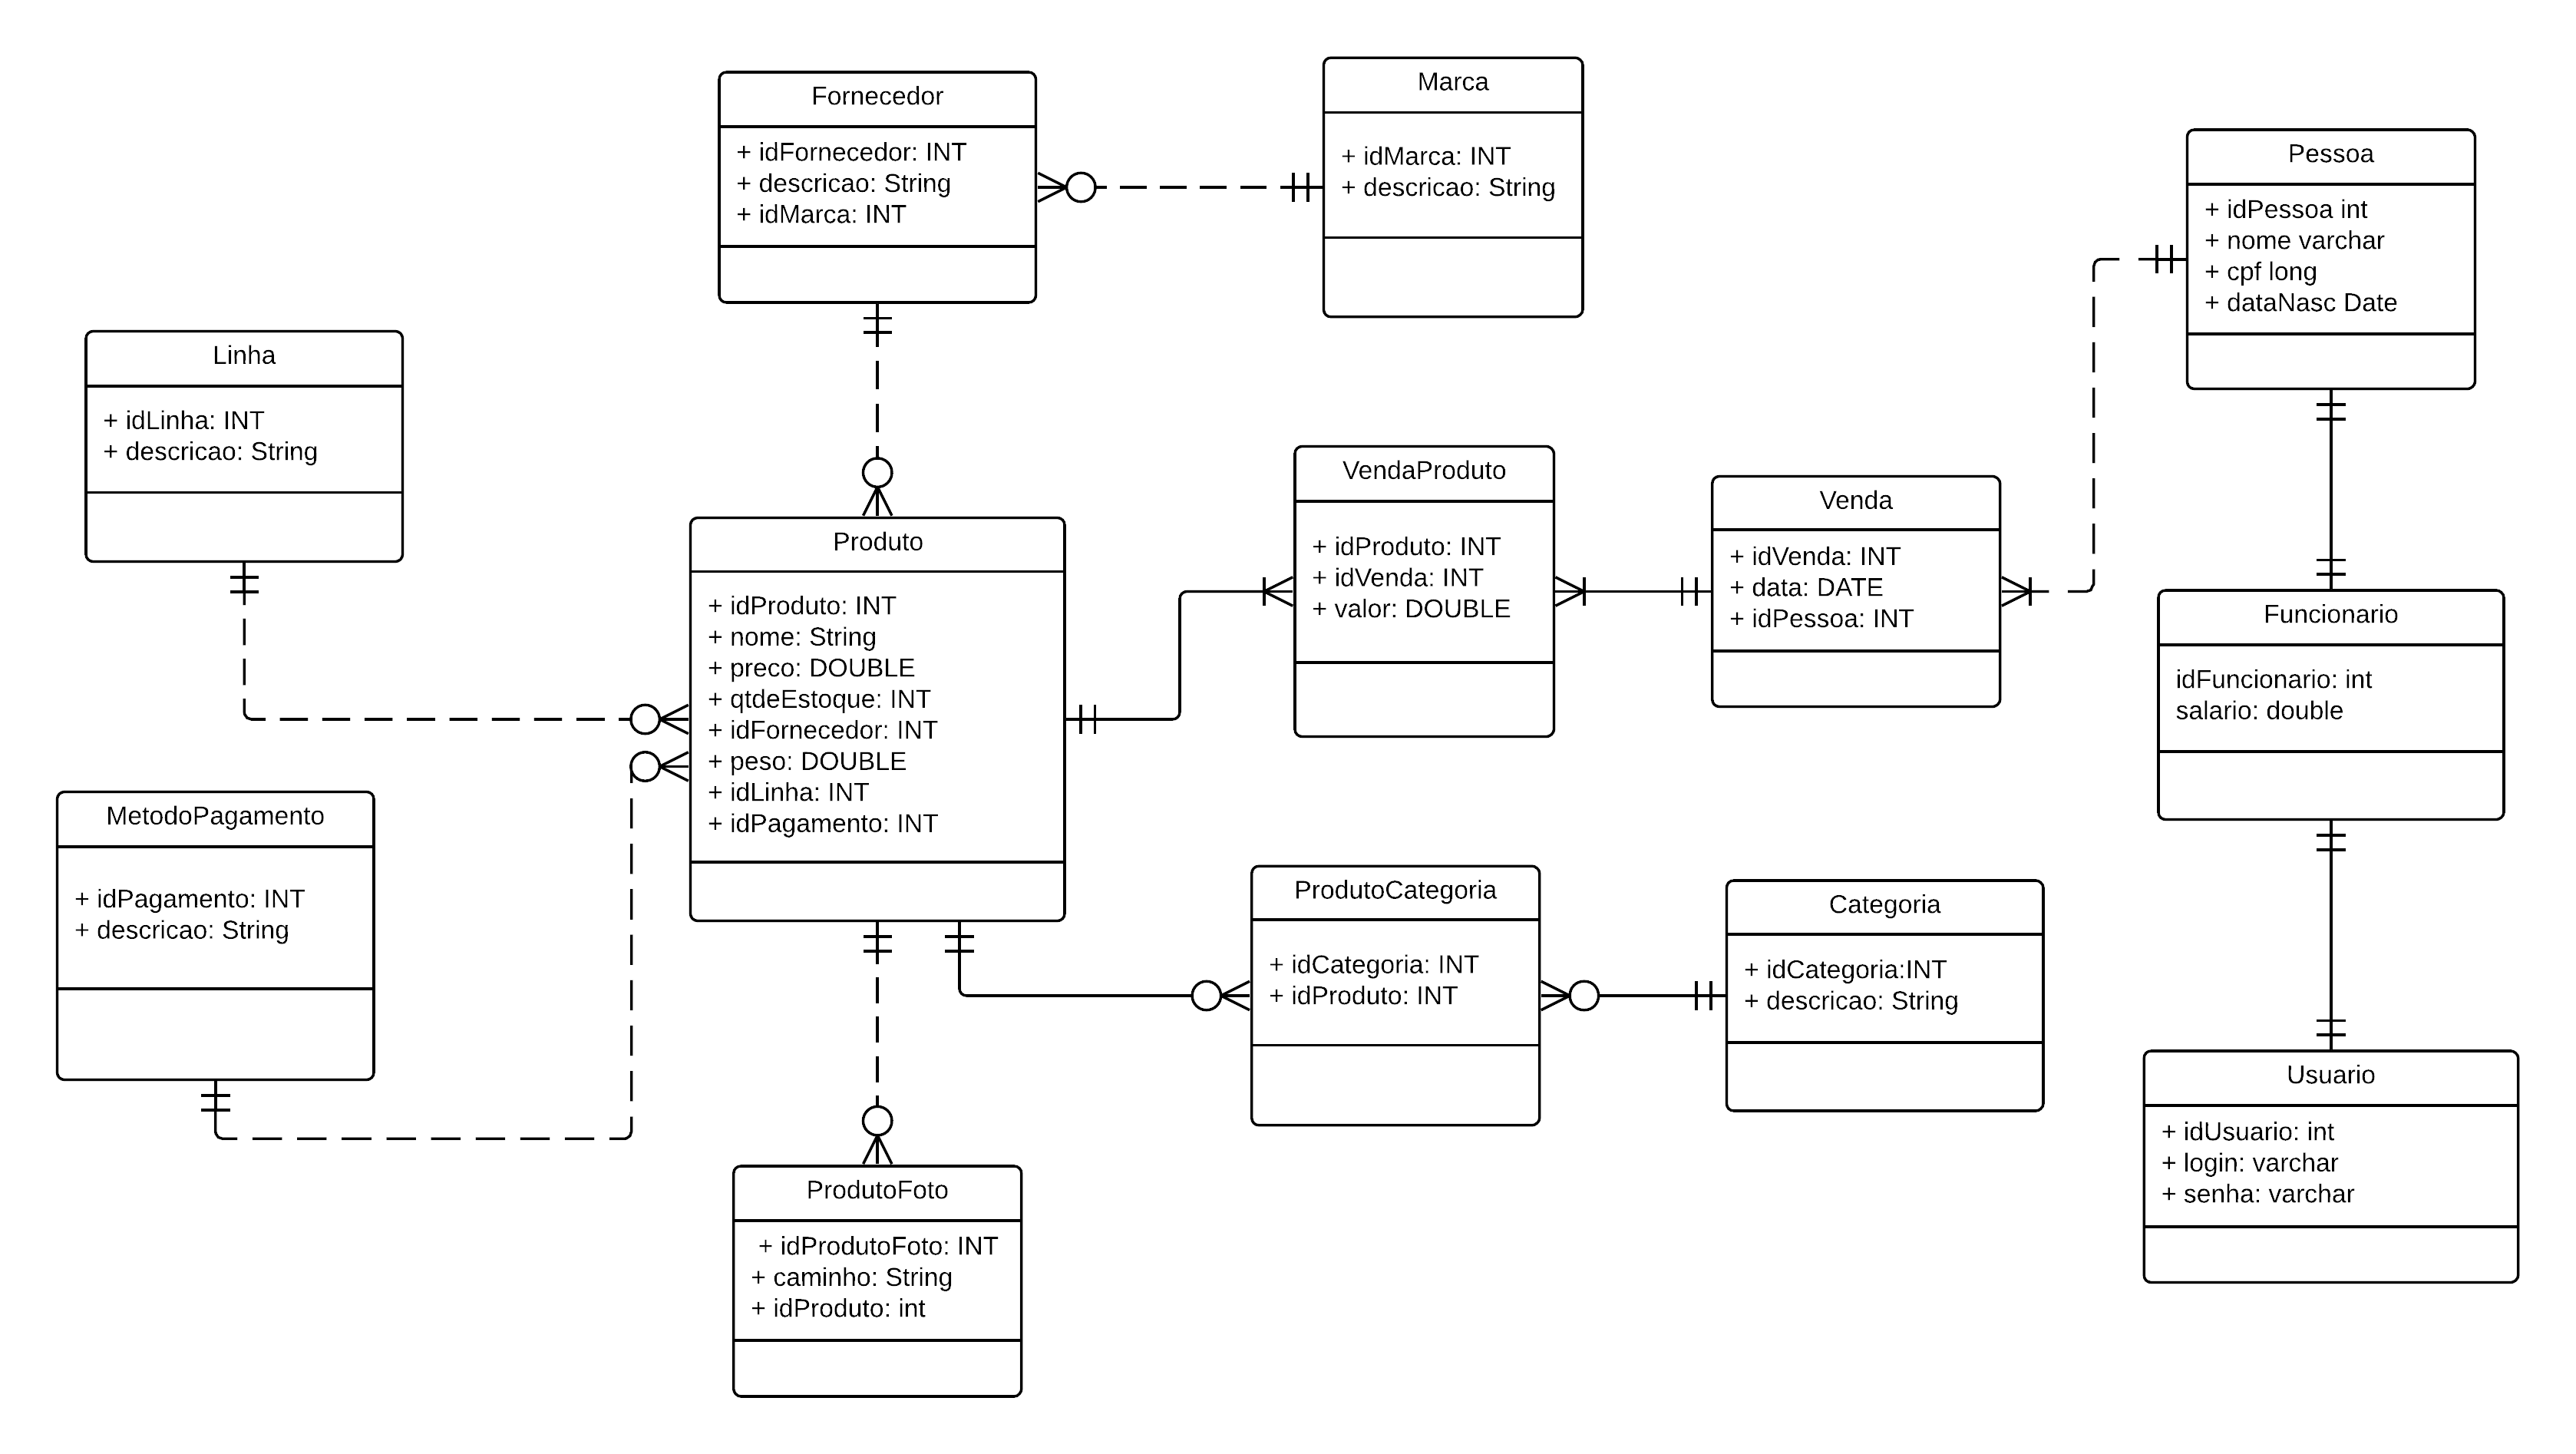 Fornecedor
+ idFornecedor: INT
+ descricao: String
+ idMarca: INT
Marca
+ idMarca: INT
+ descricao: String
Pessoa
+ idPessoa int
+ nome varchar
+ cpf long
+ dataNasc Date
Linha
+ idLinha: INT
+ descricao: String
Produto
+ idProduto: INT
+ nome: String
+ preco: DOUBLE
+ qtdeEstoque: INT
+ idFornecedor: INT
+ peso: DOUBLE
+ idLinha: INT
+ idPagamento: INT
VendaProduto
+ idProduto: INT
+ idVenda: INT
+ valor: DOUBLE
Venda
+ idVenda: INT
+ data: DATE
+ idPessoa: INT
Funcionario
idFuncionario: int
salario: double
MetodoPagamento
+ idPagamento: INT
+ descricao: String
ProdutoCategoria
+ idCategoria: INT
+ idProduto: INT
Categoria
+ idCategoria:INT
+ descricao: String
Usuario
+ idUsuario: int
+ login: varchar
+ senha: varchar
ProdutoFoto
+ idProdutoFoto: INT
+ caminho: String
+ idProduto: int